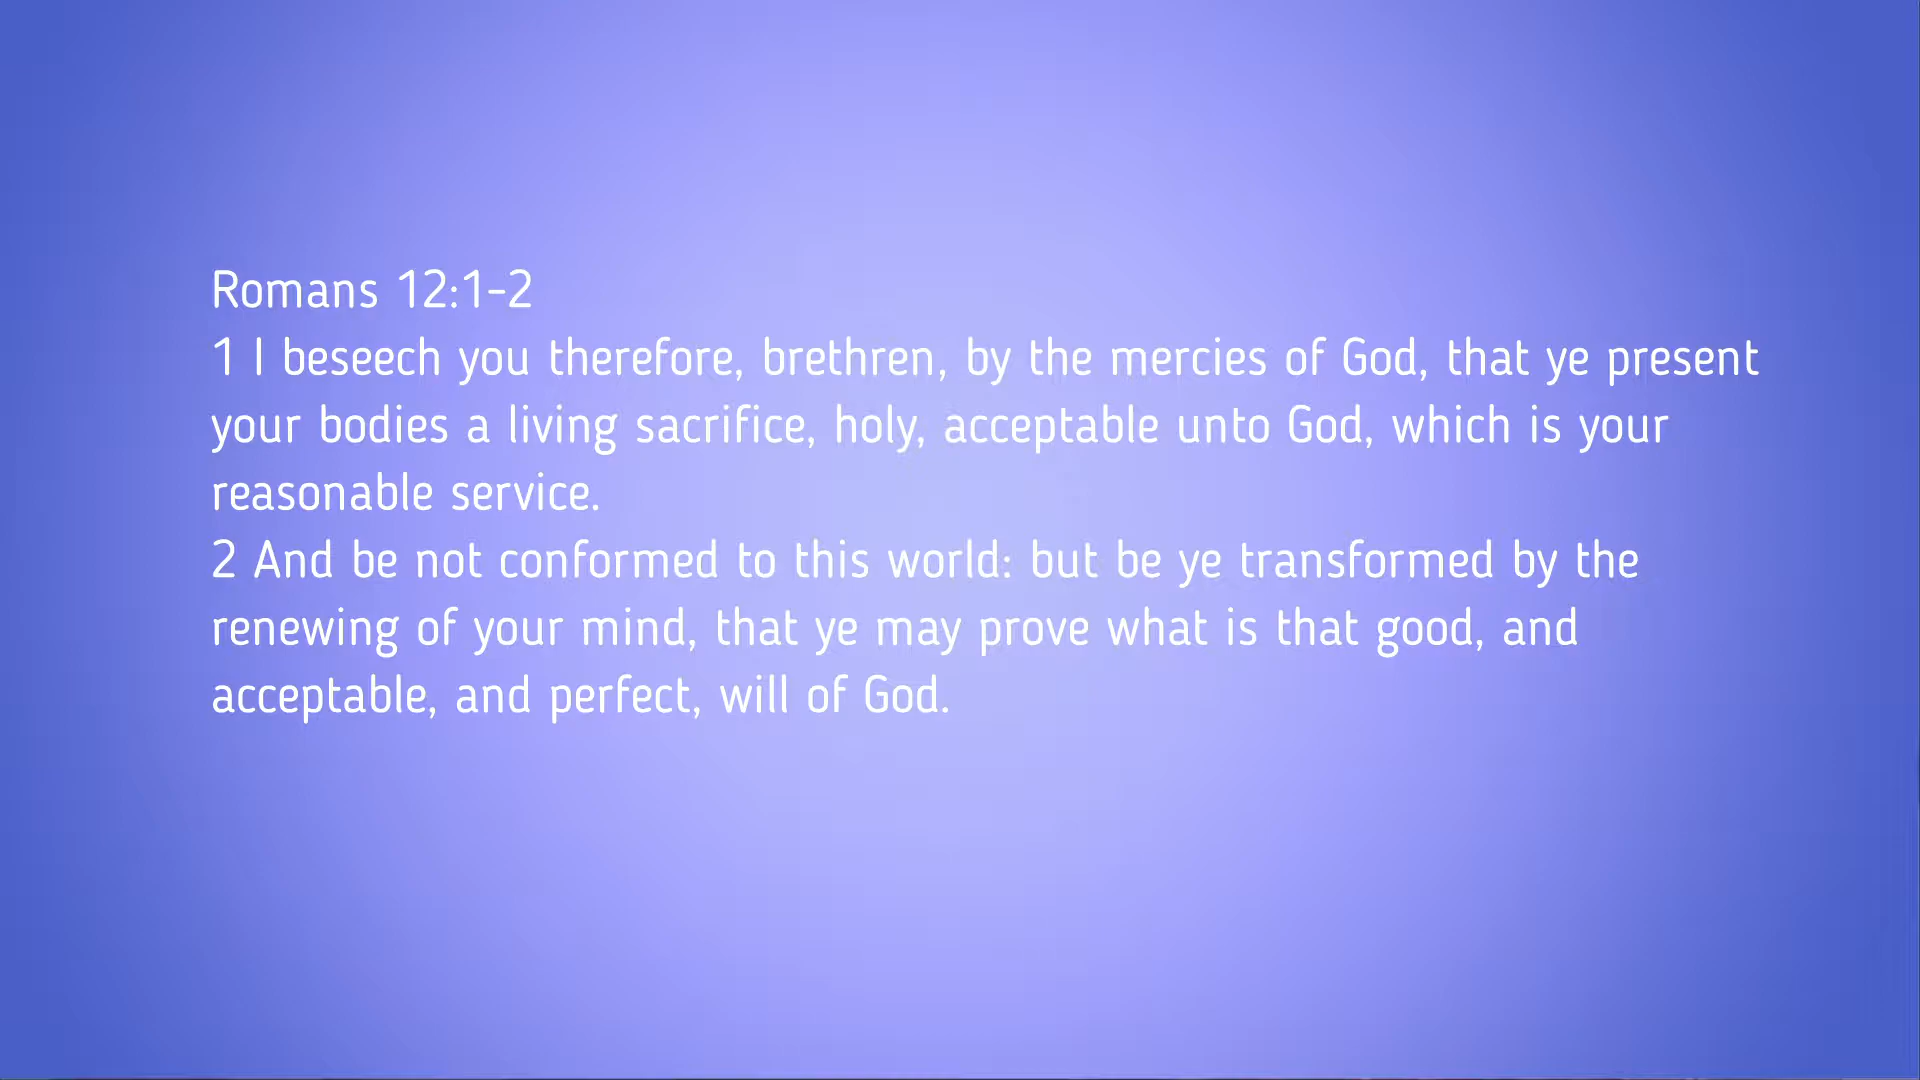 Romans 12:1-2
1 I beseech you therefore, brethren, by the mercies of God, that ye present
your bodies a living sacrifice, holy, acceptable unto God, which is your
reasonable service.
2 And be not conformed to this world: but be ye transformed by the
renewing of your mind, that ye may prove what is that good, and
acceptable, and perfect, will of God.